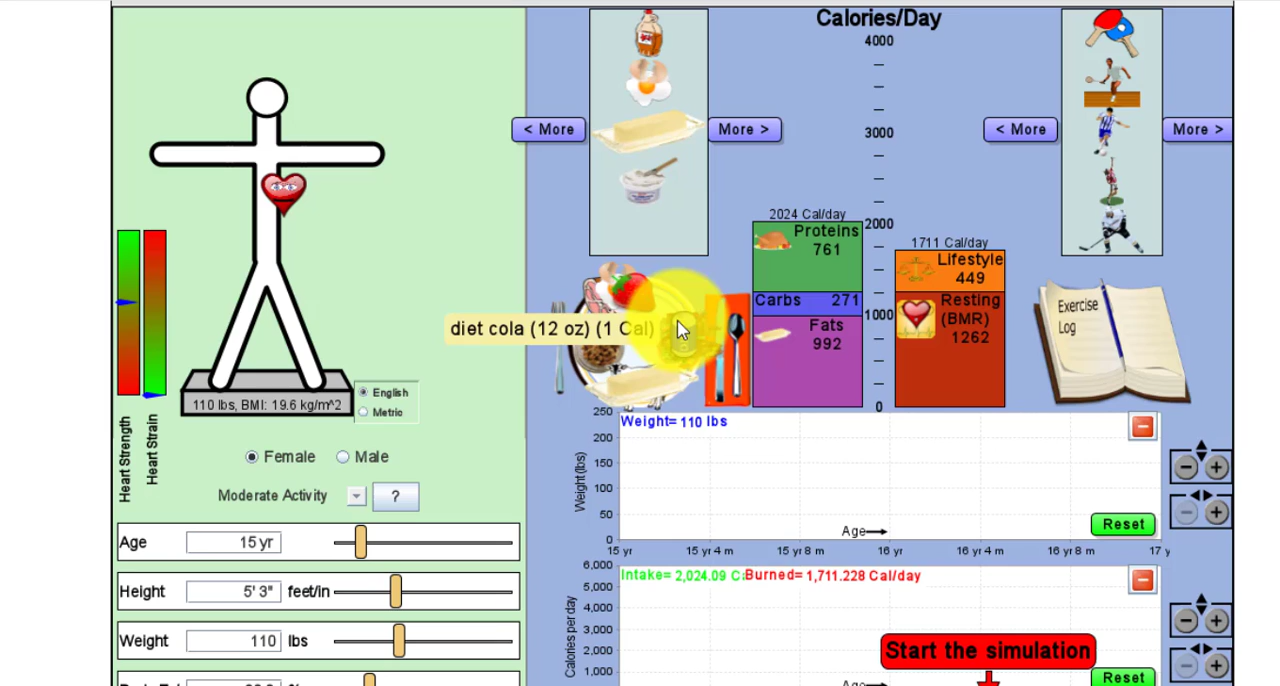 Calories/Day
4000
3000
2000
1000
0
< More
More >
< More
More >
2024 Cal/day
Proteins
761
Carbs 271
Fats
992
1711 Cal/day
Lifestyle
449
Resting
(BMR)
1262
Exercise
Log
diet cola (12 oz) (1 Cal)
110 lbs, BMI: 19.6 kg/m^2
English
Metric
Heart Strength
Heart Strain
Female
Male
Moderate Activity
?
Age 15 yr
Height 5' 3" feet/in
Weight 110 lbs
Weight= 110 lbs
Weight(lbs)
250
200
150
100
50
0
Age
Reset
15 yr 15 yr 4 m 15 yr 8 m 16 yr 16 yr 4 m 16 yr 8 m 17 y
Intake= 2,024.09 C
Burned= 1,711.228 Cal/day
Calories per day
6,000
5,000
4,000
3,000
2,000
1,000
Start the simulation
Reset